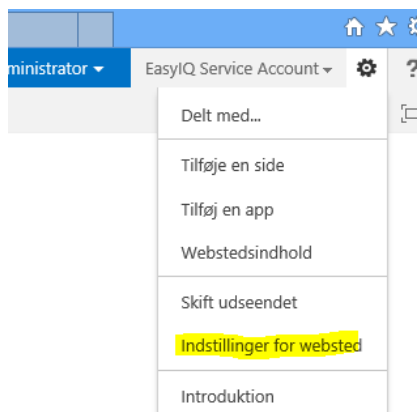 ministrator
EasyIQ Service Account
?
Delt med...
Tilføje en side
Tilføj en app
Webstedsindhold
Skift udseendet
Indstillinger for websted
Introduktion